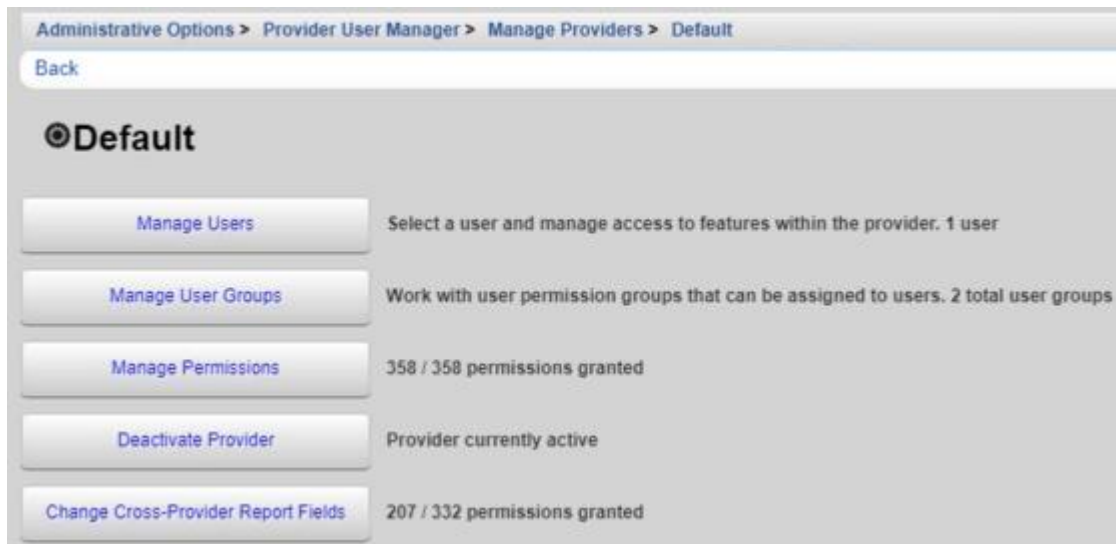 Administrative Options > Provider User Manager > Manage Providers > Default
Back
Default
Manage Users Select a user and manage access to features within the provider. 1 user
Manage User Groups Work with user permission groups that can be assigned to users. 2 total user groups
Manage Permissions 358 / 358 permissions granted
Deactivate Provider Provider currently active
Change Cross-Provider Report Fields 207 / 332 permissions granted